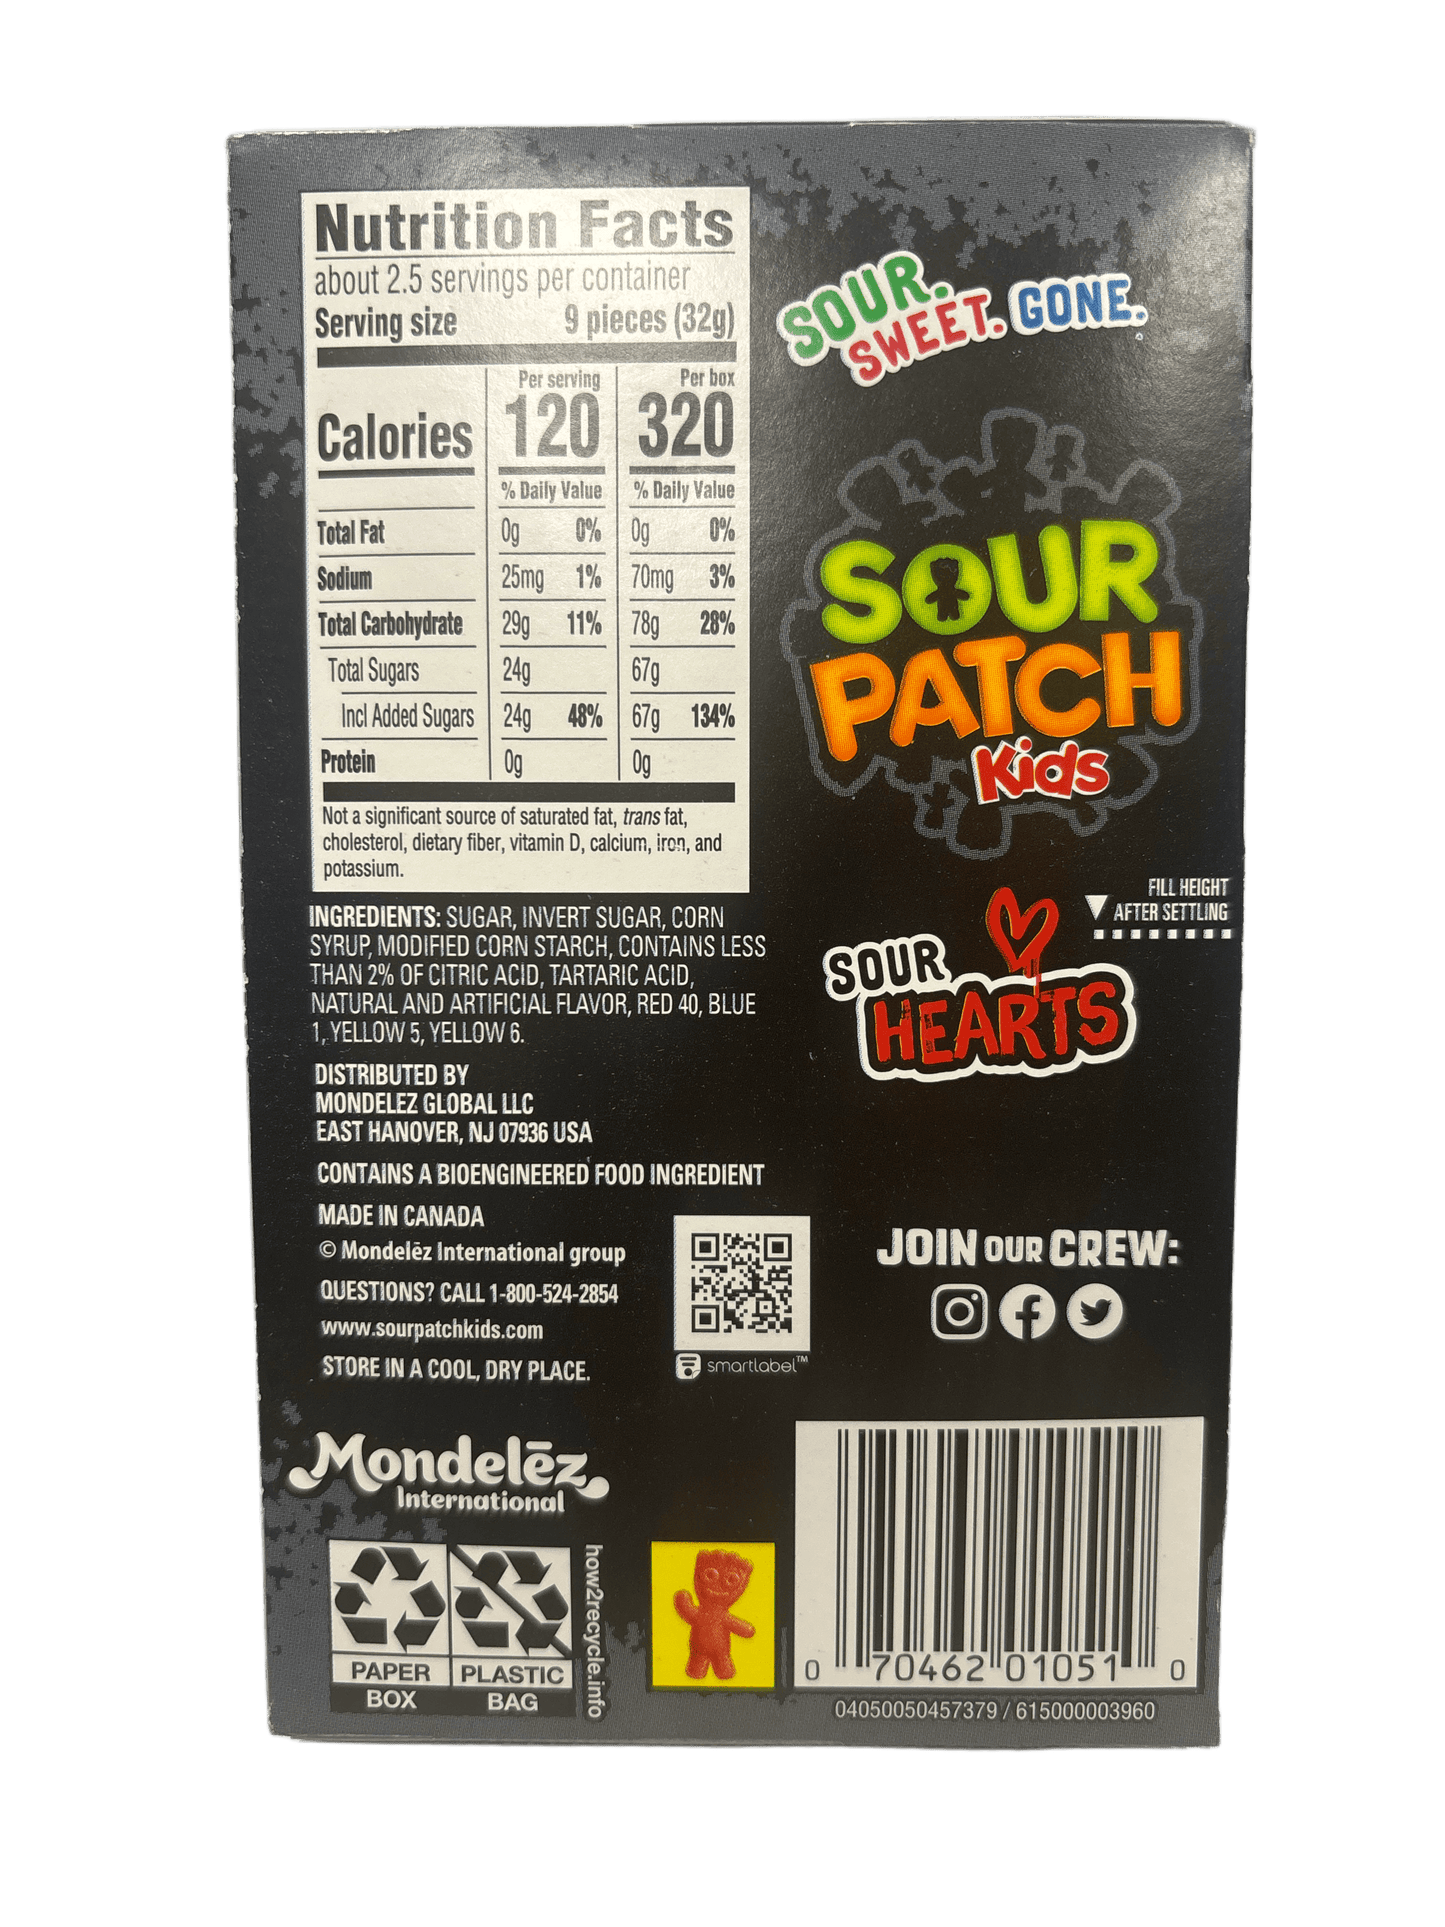 Nutrition Facts
about 2.5 servings per container
Serving size 9 pieces (32g)
Per serving Per box
Calories 120 320
% Daily Value % Daily Value
Total Fat 0g 0% 0g 0%
Sodium 25mg 1% 70mg 3%
Total Carbohydrate 29g 11% 78g 28%
Total Sugars 24g 67g
Incl Added Sugars 24g 48% 67g 134%
Protein 0g 0g
Not a significant source of saturated fat, trans fat,
cholesterol, dietary fiber, vitamin D, calcium, iron, and
potassium.
INGREDIENTS: SUGAR, INVERT SUGAR, CORN
SYRUP, MODIFIED CORN STARCH, CONTAINS LESS
THAN 2% OF CITRIC ACID, TARTARIC ACID,
NATURAL AND ARTIFICIAL FLAVOR, RED 40, BLUE
1, YELLOW 5, YELLOW 6.
DISTRIBUTED BY
MONDELEZ GLOBAL LLC
EAST HANOVER, NJ 07936 USA
CONTAINS A BIOENGINEERED FOOD INGREDIENT
MADE IN CANADA
© Mondelēz International group
QUESTIONS? CALL 1-800-524-2854
www.sourpatchkids.com
STORE IN A COOL, DRY PLACE.
smartlabel™
Mondelēz
International
PAPER
BOX
PLASTIC
BAG
how2recycle.info
SOUR.
SWEET. GONE.
SOUR
PATCH
Kids
FILL HEIGHT
AFTER SETTLING
SOUR
HEARTS
JOIN OUR CREW:
0 70462 01051 0
04050050457379 / 615000003960